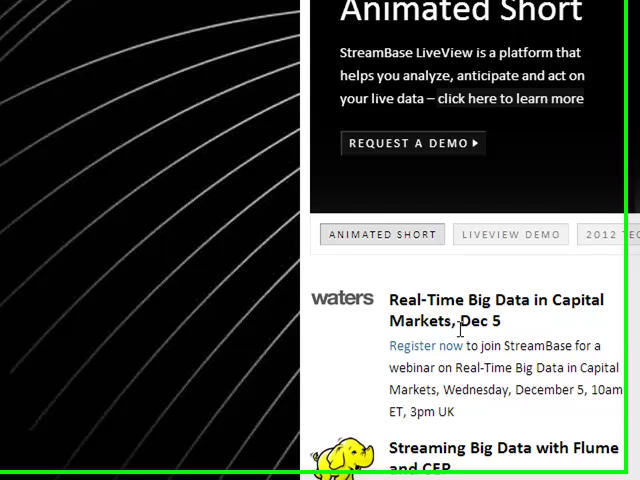 Animated Short
StreamBase LiveView is a platform that
helps you analyze, anticipate and act on
your live data – click here to learn more
REQUEST A DEMO
ANIMATED SHORT
LIVEVIEW DEMO
2012 TEC
waters
Real-Time Big Data in Capital
Markets, Dec 5
Register now to join StreamBase for a
webinar on Real-Time Big Data in Capital
Markets, Wednesday, December 5, 10am
ET, 3pm UK
Streaming Big Data with Flume
and CEP